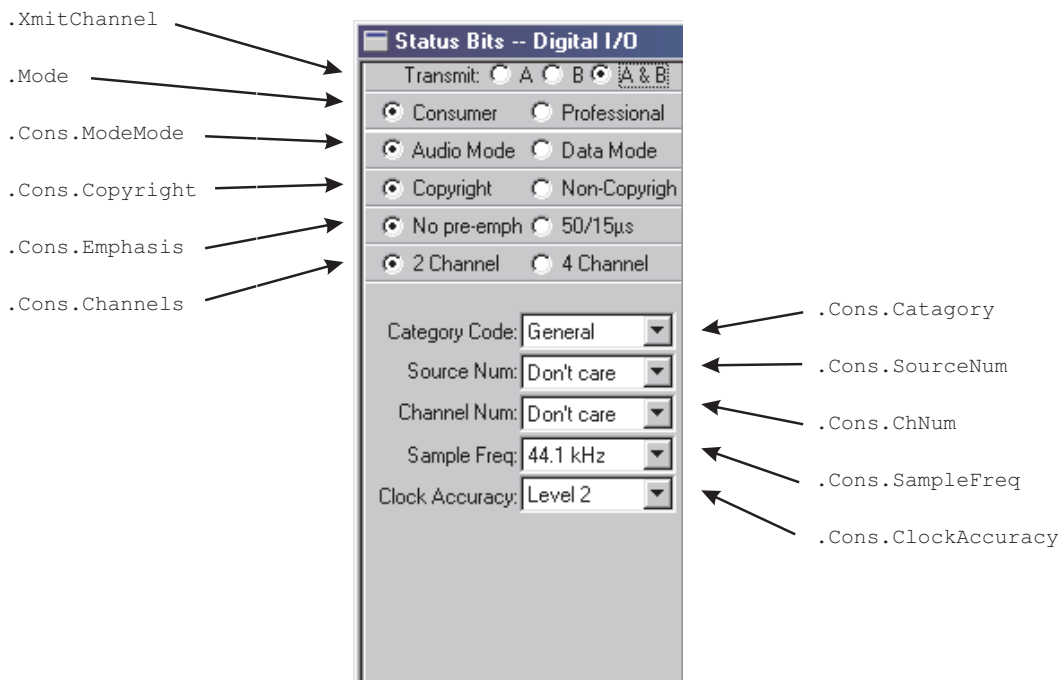 .XmitChannel
.Mode
.Cons.ModeMode
.Cons.Copyright
.Cons.Emphasis
.Cons.Channels
Status Bits -- Digital I/O
Transmit: A B A & B
Consumer Professional
Audio Mode Data Mode
Copyright Non-Copyrigh
No pre-emph 50/15µs
2 Channel 4 Channel
Category Code: General
Source Num: Don't care
Channel Num: Don't care
Sample Freq: 44.1 kHz
Clock Accuracy: Level 2
.Cons.Catagory
.Cons.SourceNum
.Cons.ChNum
.Cons.SampleFreq
.Cons.ClockAccuracy